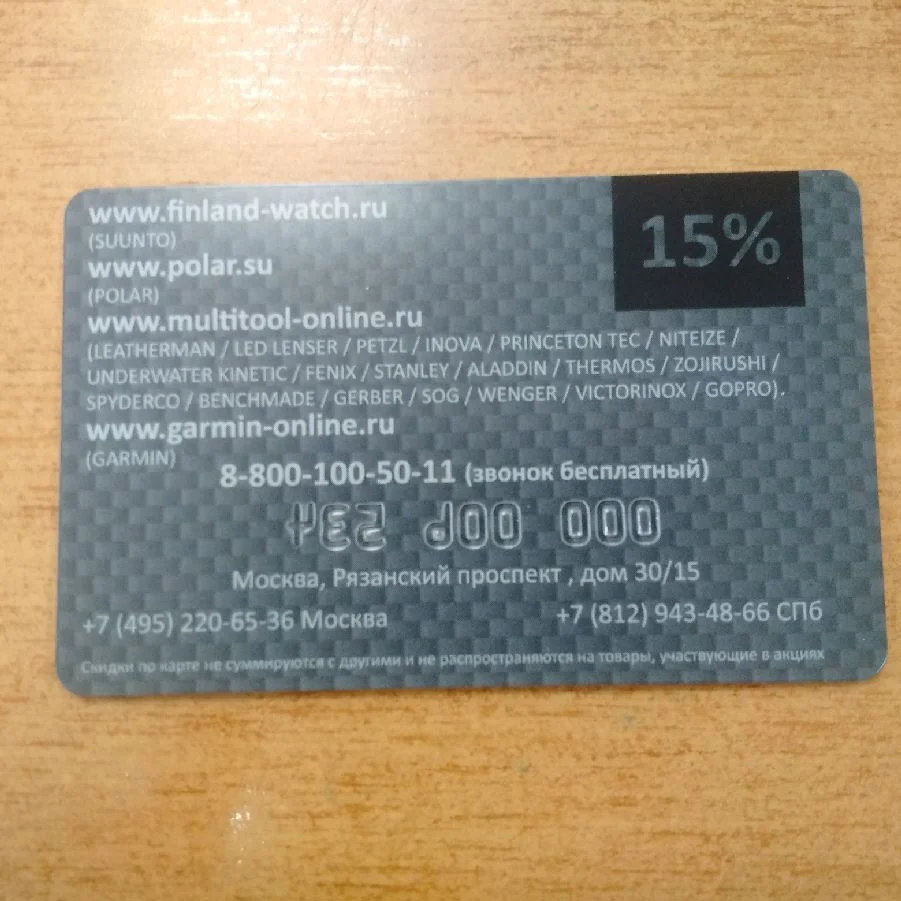 www.finland-watch.ru
15%
(SUUNTO)
www.polar.su
(POLAR)
www.multitool-online.ru
(LEATHERMAN / LED LENSER / PETZL / INOVA / PRINCETON TEC / NITEIZE /
UNDERWATER KINETIC / FENIX / STANLEY / ALADDIN / THERMOS / ZOJIRUSHI /
SPYDERCO / BENCHMADE / GERBER / SOG / WENGER / VICTORINOX / GOPRO).
www.garmin-online.ru
(GARMIN)
8-800-100-50-11 (звонок бесплатный)
Москва, Рязанский проспект , дом 30/15
+7 (495) 220-65-36 Москва
+7 (812) 943-48-66 СПб
Скидки по карте не суммируются с другими и не распространяются на товары, участвующие в акциях